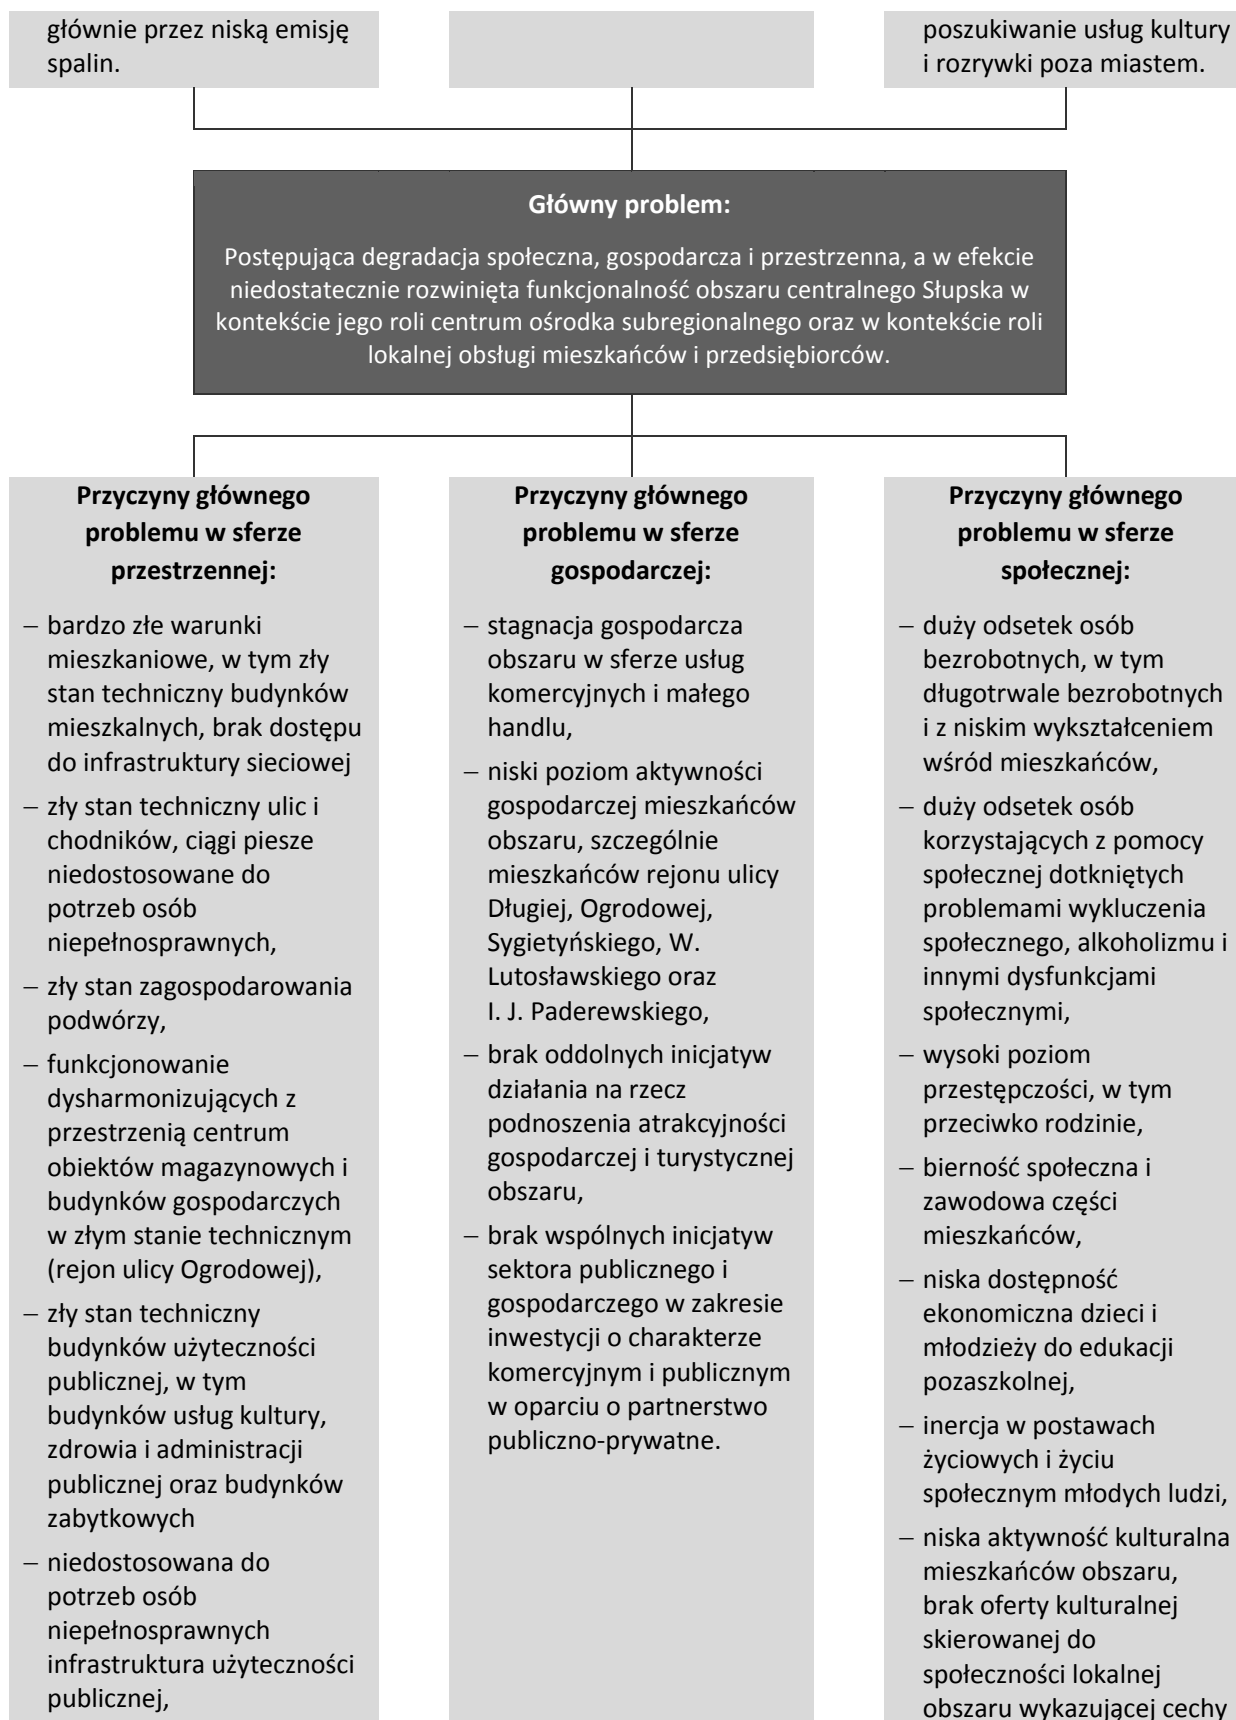 głównie przez niską emisję
spalin.
poszukiwanie usług kultury
i rozrywki poza miastem.
Główny problem:
Postępująca degradacja społeczna, gospodarcza i przestrzenna, a w efekcie
niedostatecznie rozwinięta funkcjonalność obszaru centralnego Słupska w
kontekście jego roli centrum ośrodka subregionalnego oraz w kontekście roli
lokalnej obsługi mieszkańców i przedsiębiorców.
Przyczyny głównego
problemu w sferze
przestrzennej:
– bardzo złe warunki
mieszkaniowe, w tym zły
stan techniczny budynków
mieszkalnych, brak dostępu
do infrastruktury sieciowej
– zły stan techniczny ulic i
chodników, ciągi piesze
niedostosowane do
potrzeb osób
niepełnosprawnych,
– zły stan zagospodarowania
podwórzy,
– funkcjonowanie
dysharmonizujących z
przestrzenią centrum
obiektów magazynowych i
budynków gospodarczych
w złym stanie technicznym
(rejon ulicy Ogrodowej),
– zły stan techniczny
budynków użyteczności
publicznej, w tym
budynków usług kultury,
zdrowia i administracji
publicznej oraz budynków
zabytkowych
– niedostosowana do
potrzeb osób
niepełnosprawnych
infrastruktura użyteczności
publicznej,
Przyczyny głównego
problemu w sferze
gospodarczej:
– stagnacja gospodarcza
obszaru w sferze usług
komercyjnych i małego
handlu,
– niski poziom aktywności
gospodarczej mieszkańców
obszaru, szczególnie
mieszkańców rejonu ulicy
Długiej, Ogrodowej,
Sygietyńskiego, W.
Lutosławskiego oraz
I. J. Paderewskiego,
– brak oddolnych inicjatyw
działania na rzecz
podnoszenia atrakcyjności
gospodarczej i turystycznej
obszaru,
– brak wspólnych inicjatyw
sektora publicznego i
gospodarczego w zakresie
inwestycji o charakterze
komercyjnym i publicznym
w oparciu o partnerstwo
publiczno-prywatne.
Przyczyny głównego
problemu w sferze
społecznej:
– duży odsetek osób
bezrobotnych, w tym
długotrwale bezrobotnych
i z niskim wykształceniem
wśród mieszkańców,
– duży odsetek osób
korzystających z pomocy
społecznej dotkniętych
problemami wykluczenia
społecznego, alkoholizmu i
innymi dysfunkcjami
społecznymi,
– wysoki poziom
przestępczości, w tym
przeciwko rodzinie,
– bierność społeczna i
zawodowa części
mieszkańców,
– niska dostępność
ekonomiczna dzieci i
młodzieży do edukacji
pozaszkolnej,
– inercja w postawach
życiowych i życiu
społecznym młodych ludzi,
– niska aktywność kulturalna
mieszkańców obszaru,
brak oferty kulturalnej
skierowanej do
społeczności lokalnej
obszaru wykazującej cechy